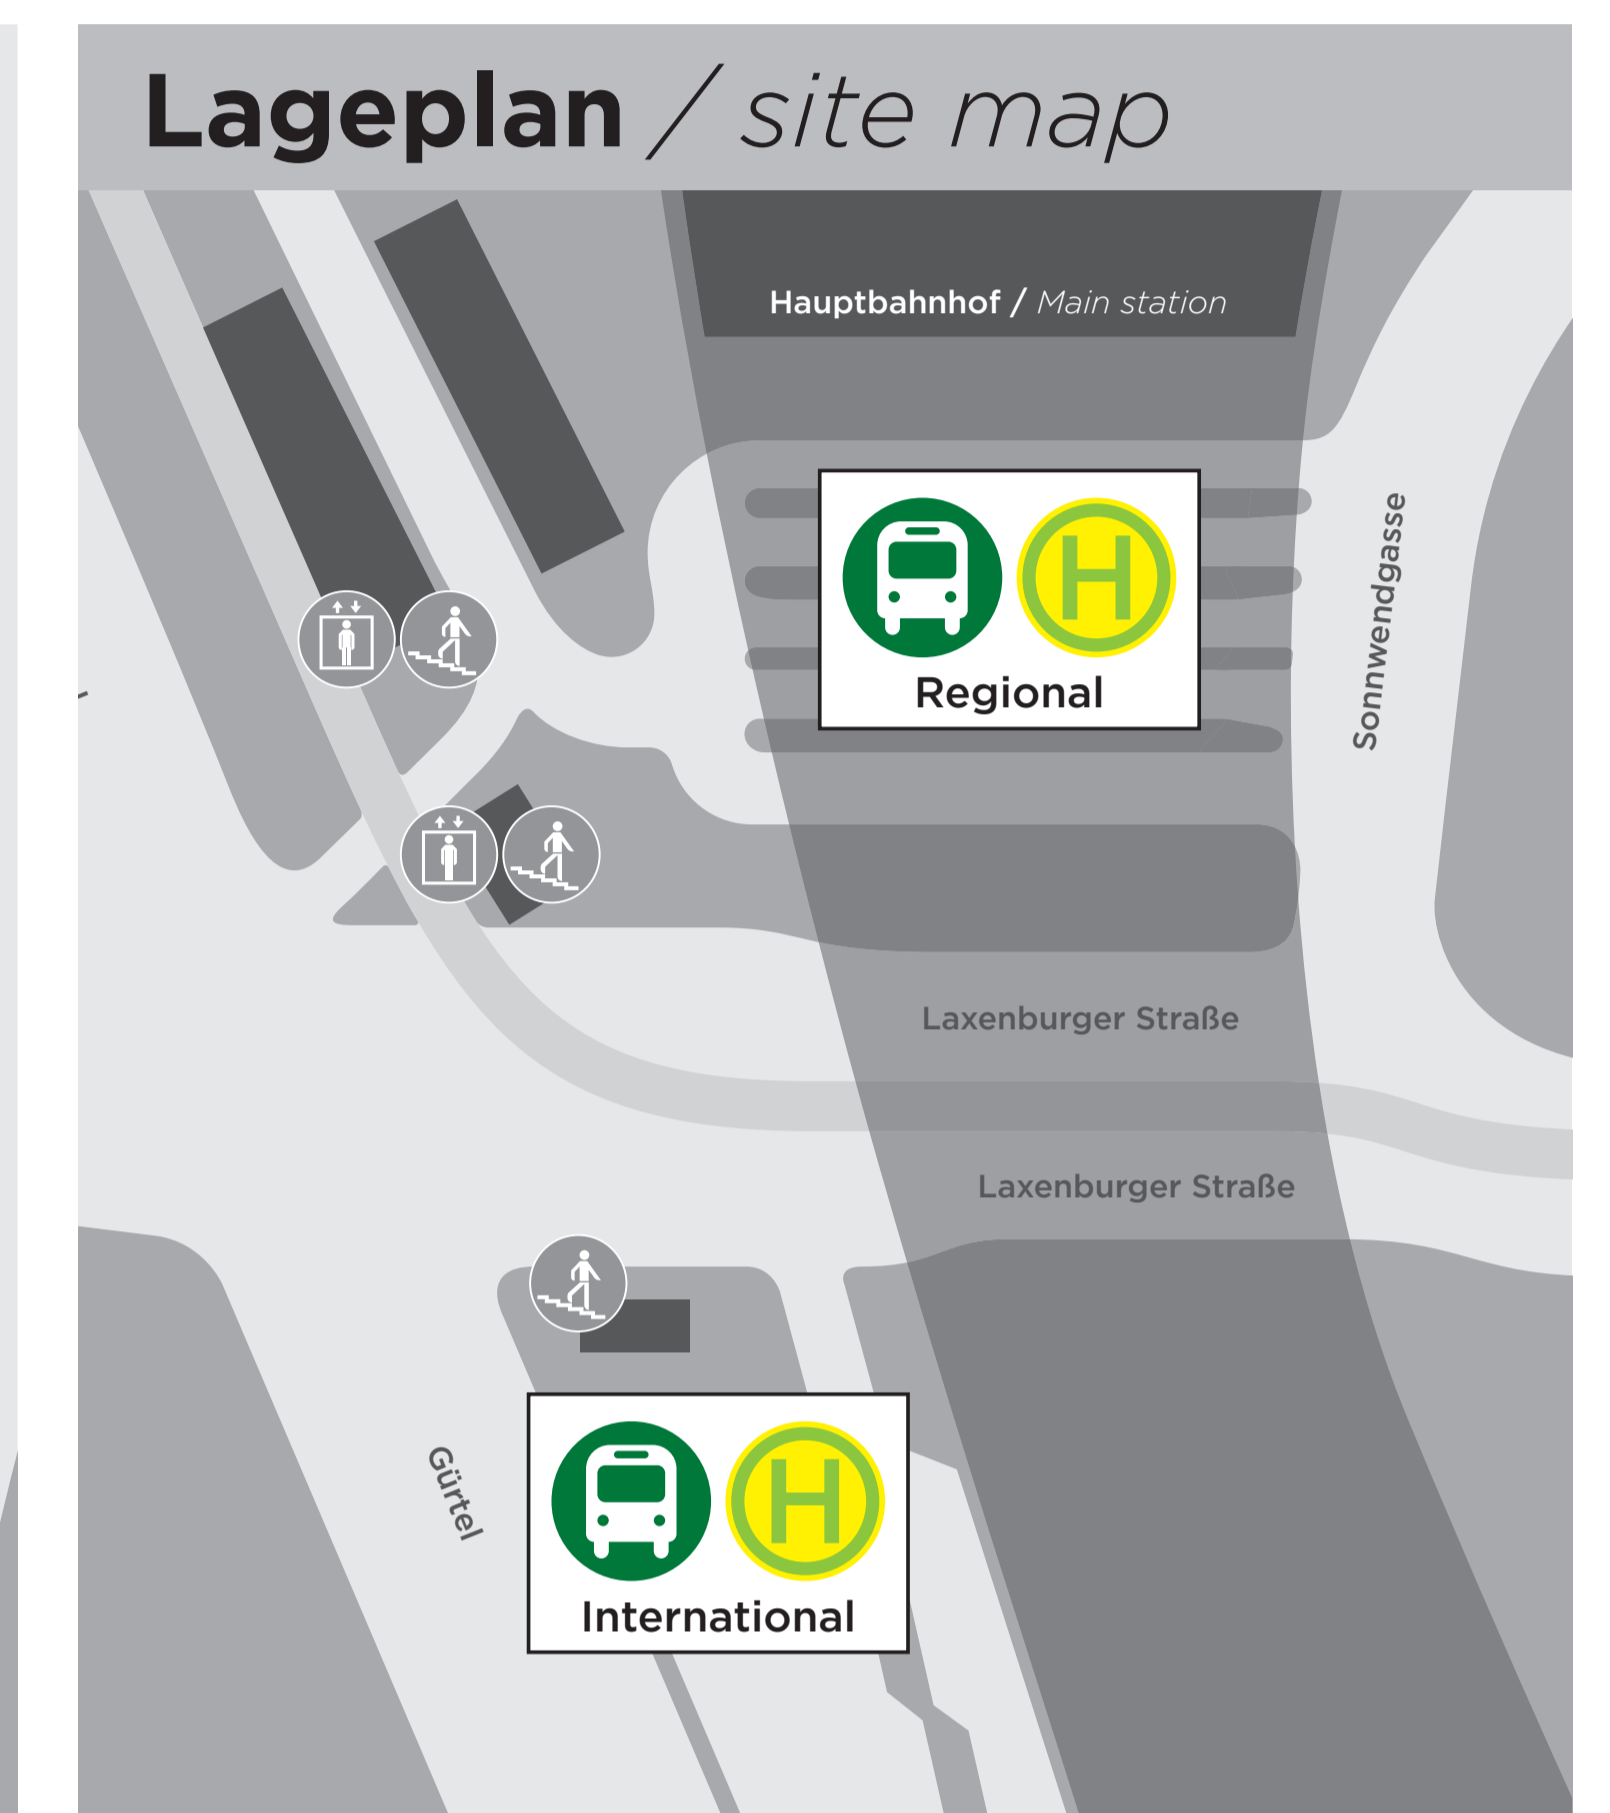 Lageplan / site map
Hauptbahnhof / Main station
H
Regional
Sonnwendgasse
Laxenburger Straße
Laxenburger Straße
Gürtel
H
International